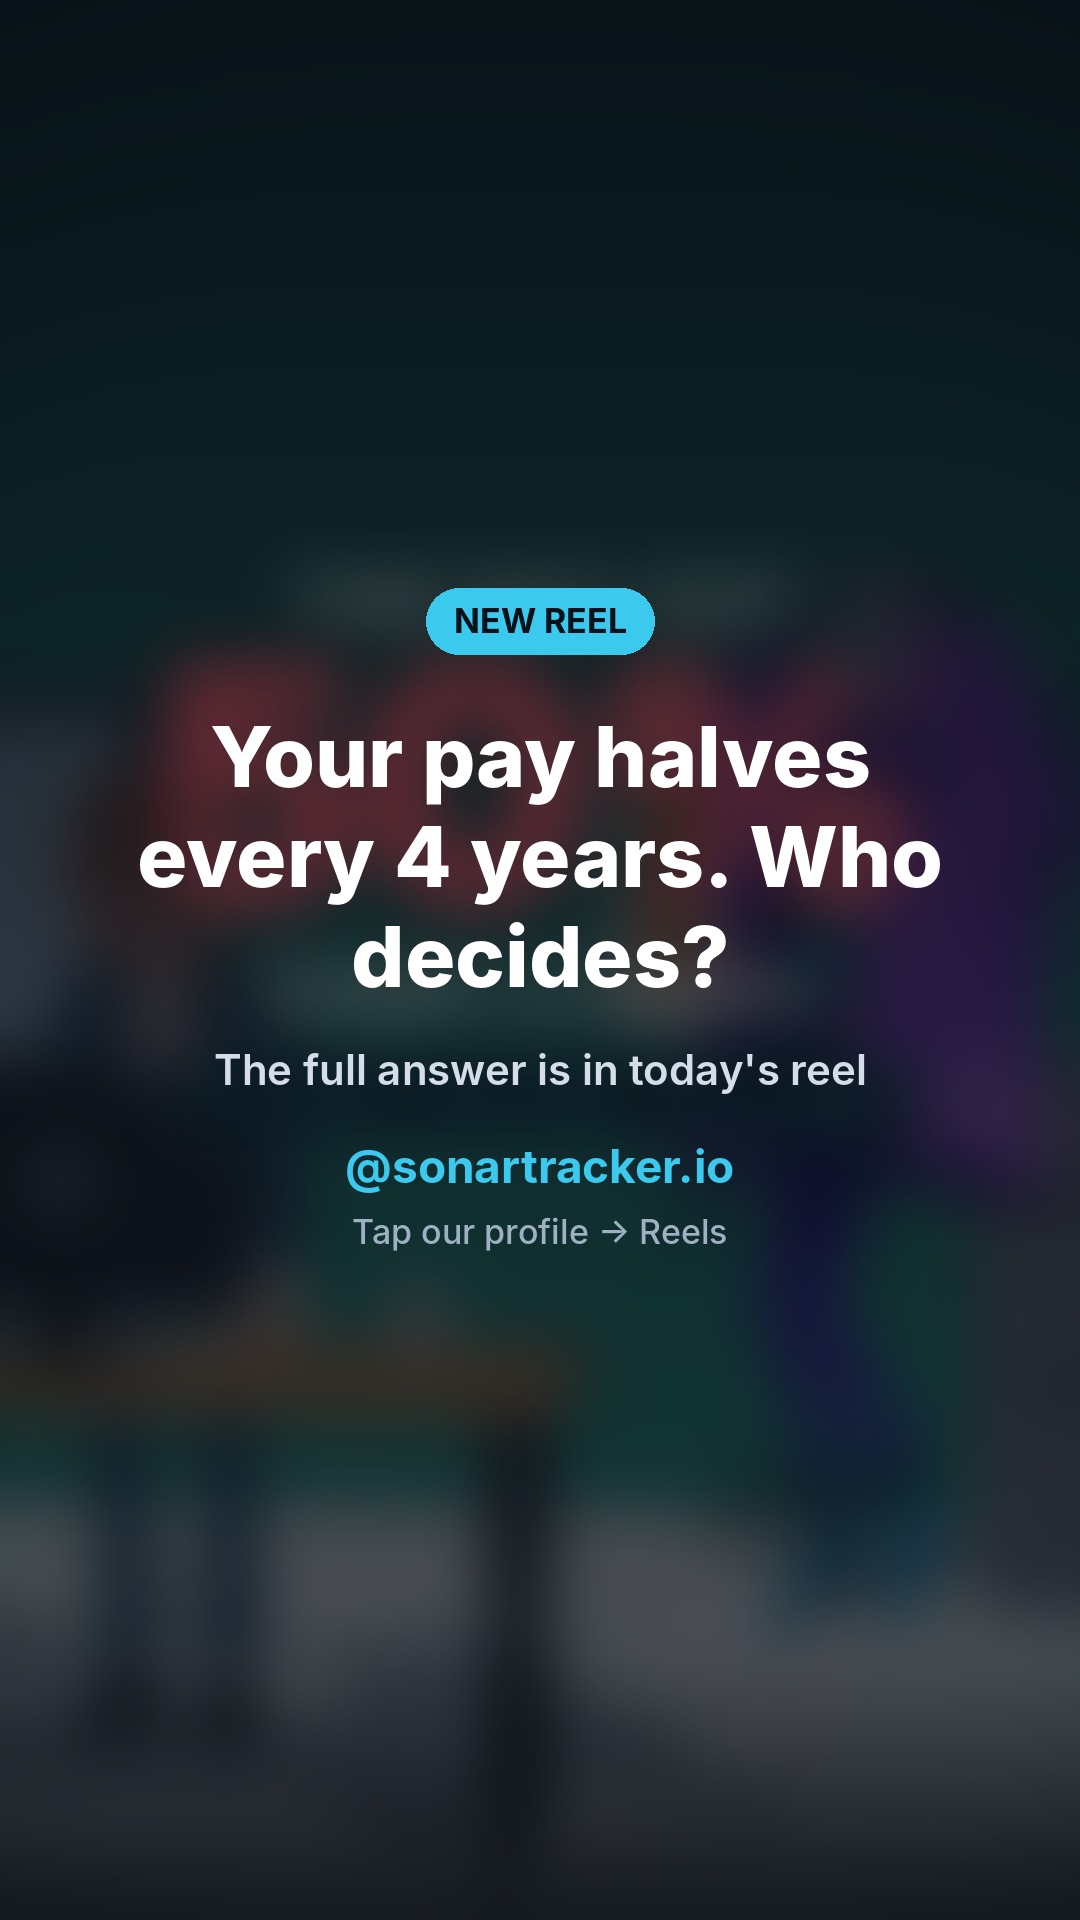 NEW REEL
Your pay halves
every 4 years. Who
decides?
The full answer is in today's reel
@sonartracker.io
Tap our profile → Reels